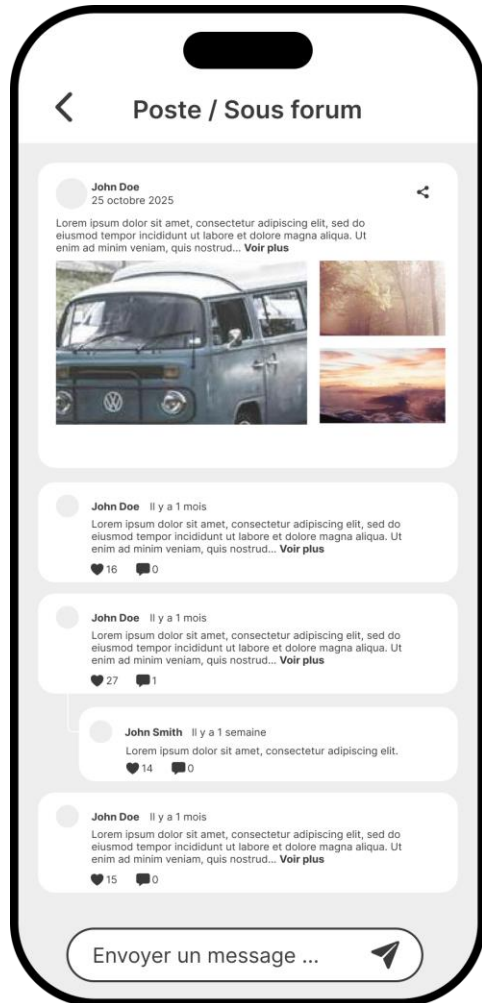 Poste / Sous forum
John Doe
25 octobre 2025
Lorem ipsum dolor sit amet, consectetur adipiscing elit, sed do
eiusmod tempor incididunt ut labore et dolore magna aliqua. Ut
enim ad minim veniam, quis nostrud... Voir plus
John Doe Il y a 1 mois
Lorem ipsum dolor sit amet, consectetur adipiscing elit, sed do
eiusmod tempor incididunt ut labore et dolore magna aliqua. Ut
enim ad minim veniam, quis nostrud... Voir plus
16 0
John Doe Il y a 1 mois
Lorem ipsum dolor sit amet, consectetur adipiscing elit, sed do
eiusmod tempor incididunt ut labore et dolore magna aliqua. Ut
enim ad minim veniam, quis nostrud... Voir plus
27 1
John Smith Il y a 1 semaine
Lorem ipsum dolor sit amet, consectetur adipiscing elit.
14 0
John Doe Il y a 1 mois
Lorem ipsum dolor sit amet, consectetur adipiscing elit, sed do
eiusmod tempor incididunt ut labore et dolore magna aliqua. Ut
enim ad minim veniam, quis nostrud... Voir plus
15 0
Envoyer un message ...